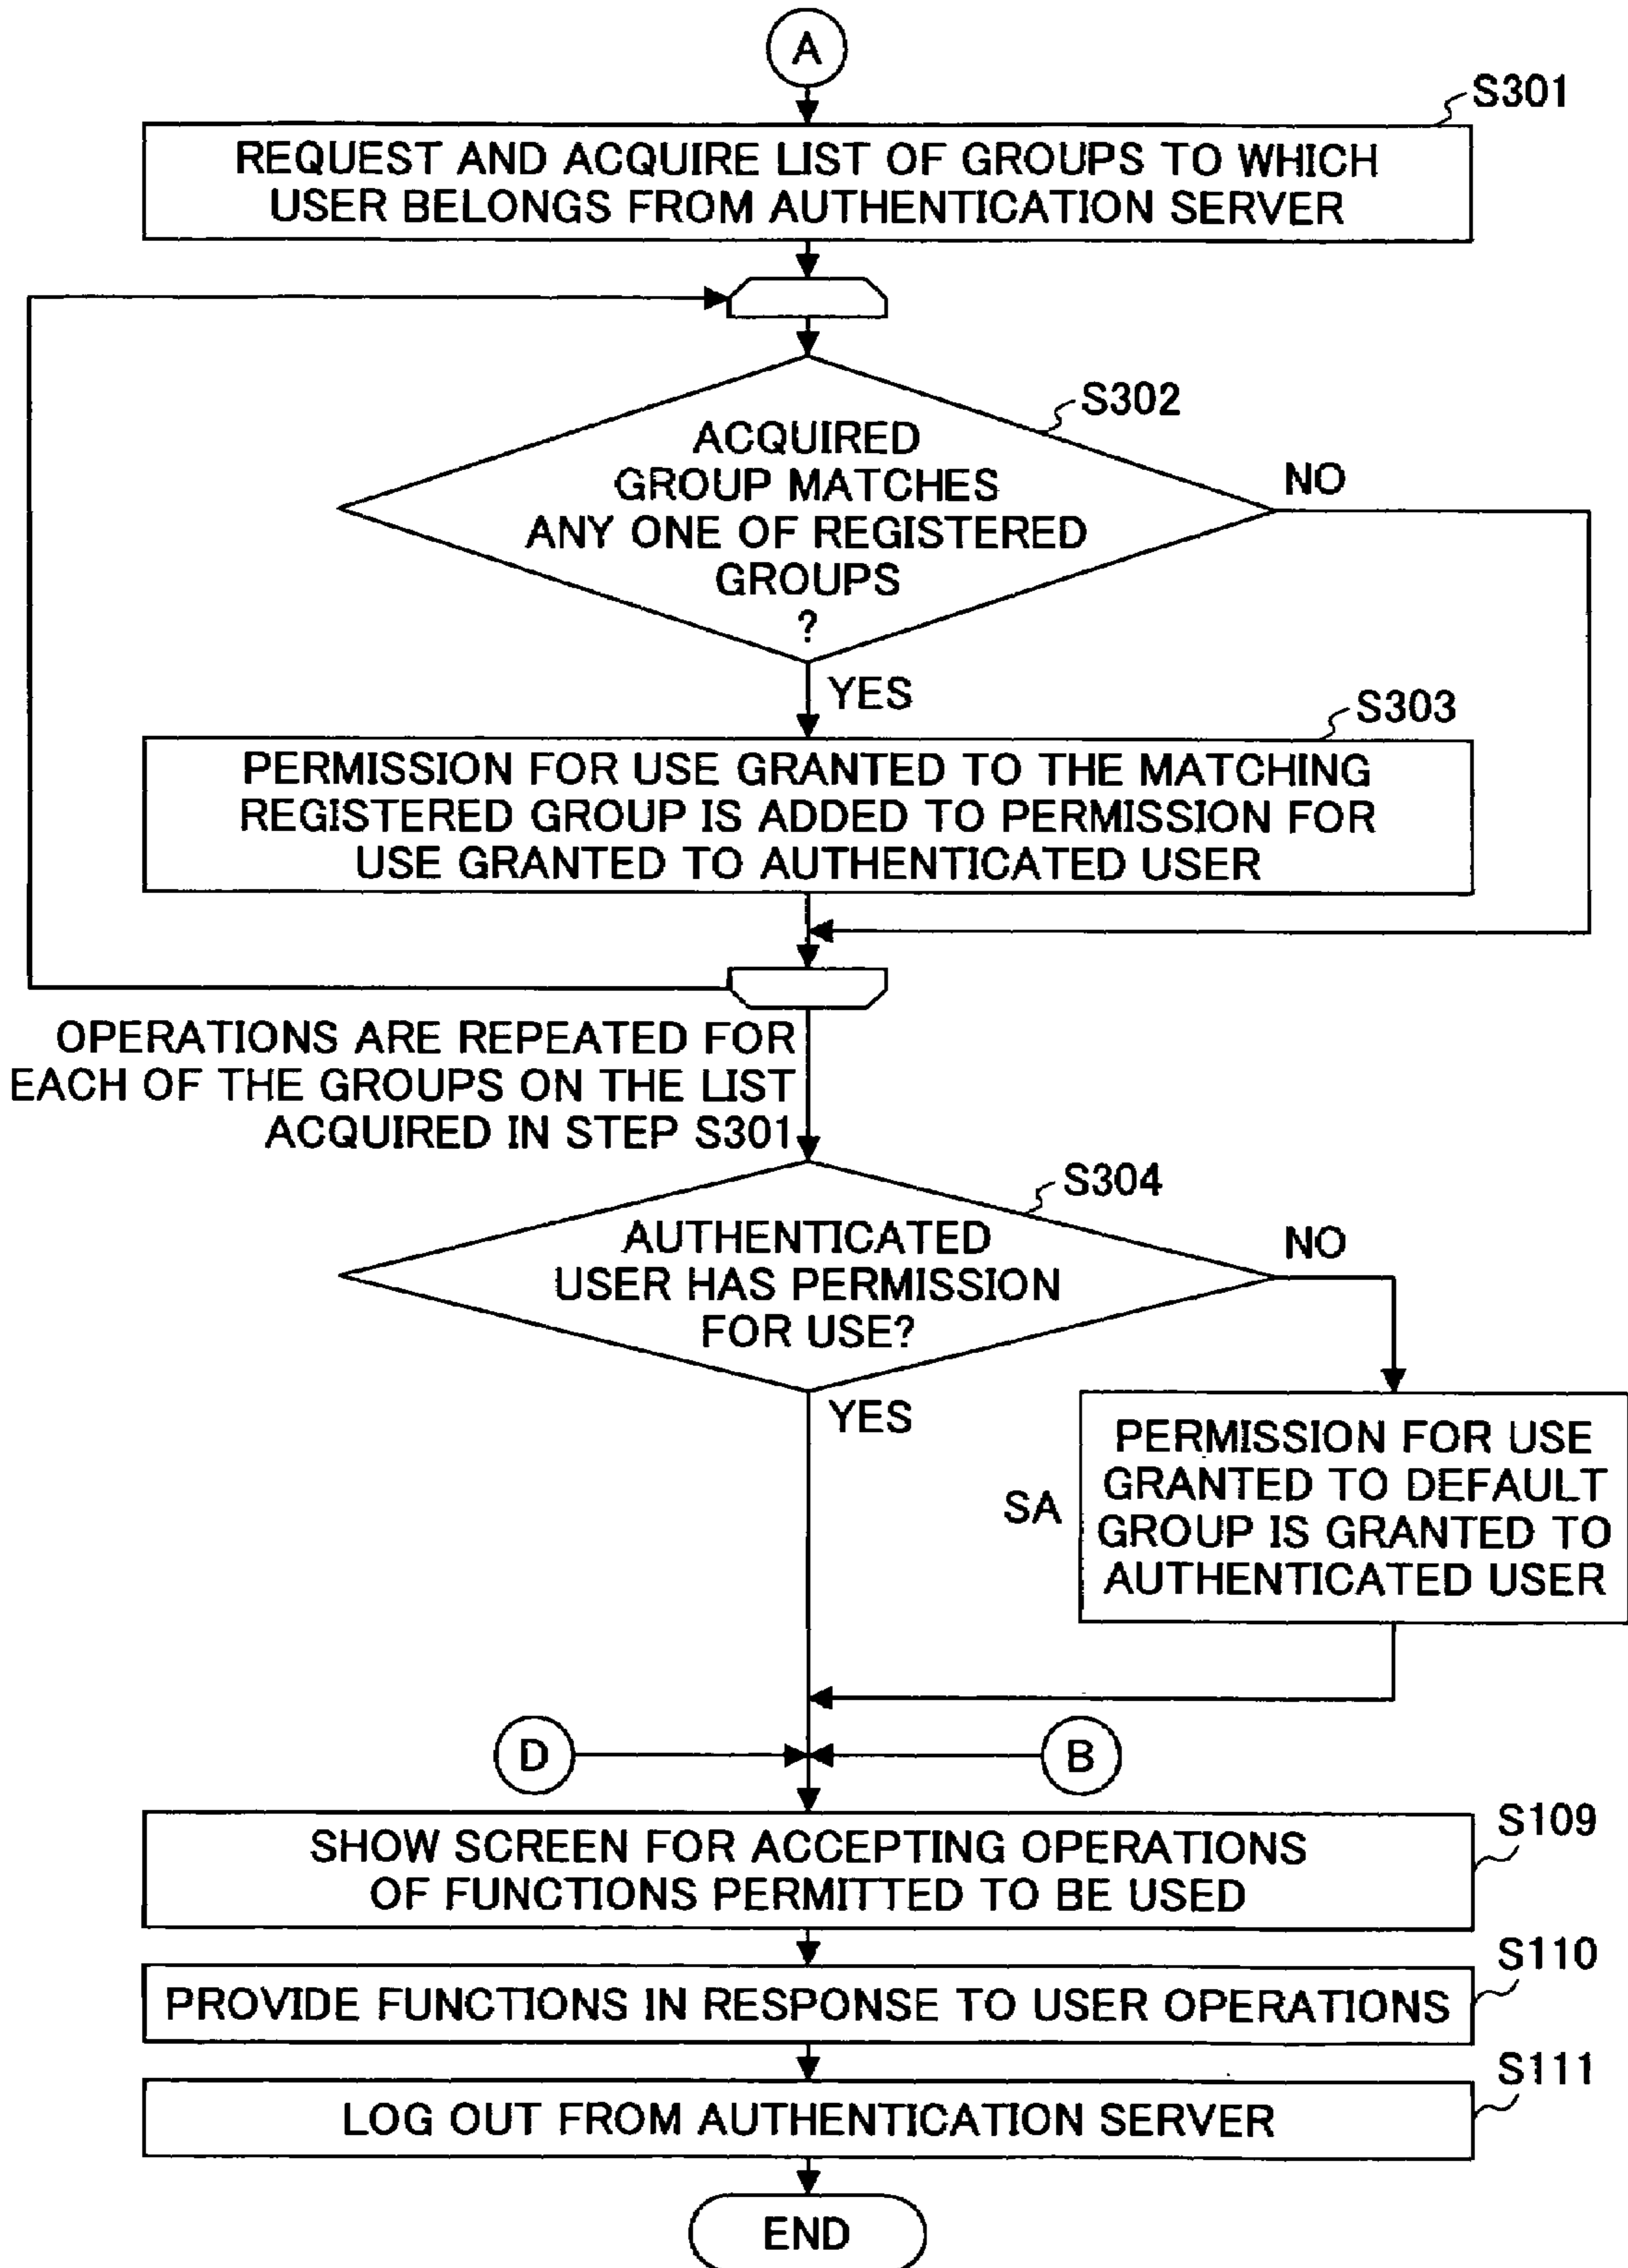 A
S301
REQUEST AND ACQUIRE LIST OF GROUPS TO WHICH
USER BELONGS FROM AUTHENTICATION SERVER
S302
ACQUIRED
GROUP MATCHES
ANY ONE OF REGISTERED
GROUPS
?
NO
YES
S303
PERMISSION FOR USE GRANTED TO THE MATCHING
REGISTERED GROUP IS ADDED TO PERMISSION FOR
USE GRANTED TO AUTHENTICATED USER
OPERATIONS ARE REPEATED FOR
EACH OF THE GROUPS ON THE LIST
ACQUIRED IN STEP S301
S304
AUTHENTICATED
USER HAS PERMISSION
FOR USE?
NO
YES
SA
PERMISSION FOR USE
GRANTED TO DEFAULT
GROUP IS GRANTED TO
AUTHENTICATED USER
D
B
S109
SHOW SCREEN FOR ACCEPTING OPERATIONS
OF FUNCTIONS PERMITTED TO BE USED
S110
PROVIDE FUNCTIONS IN RESPONSE TO USER OPERATIONS
S111
LOG OUT FROM AUTHENTICATION SERVER
END